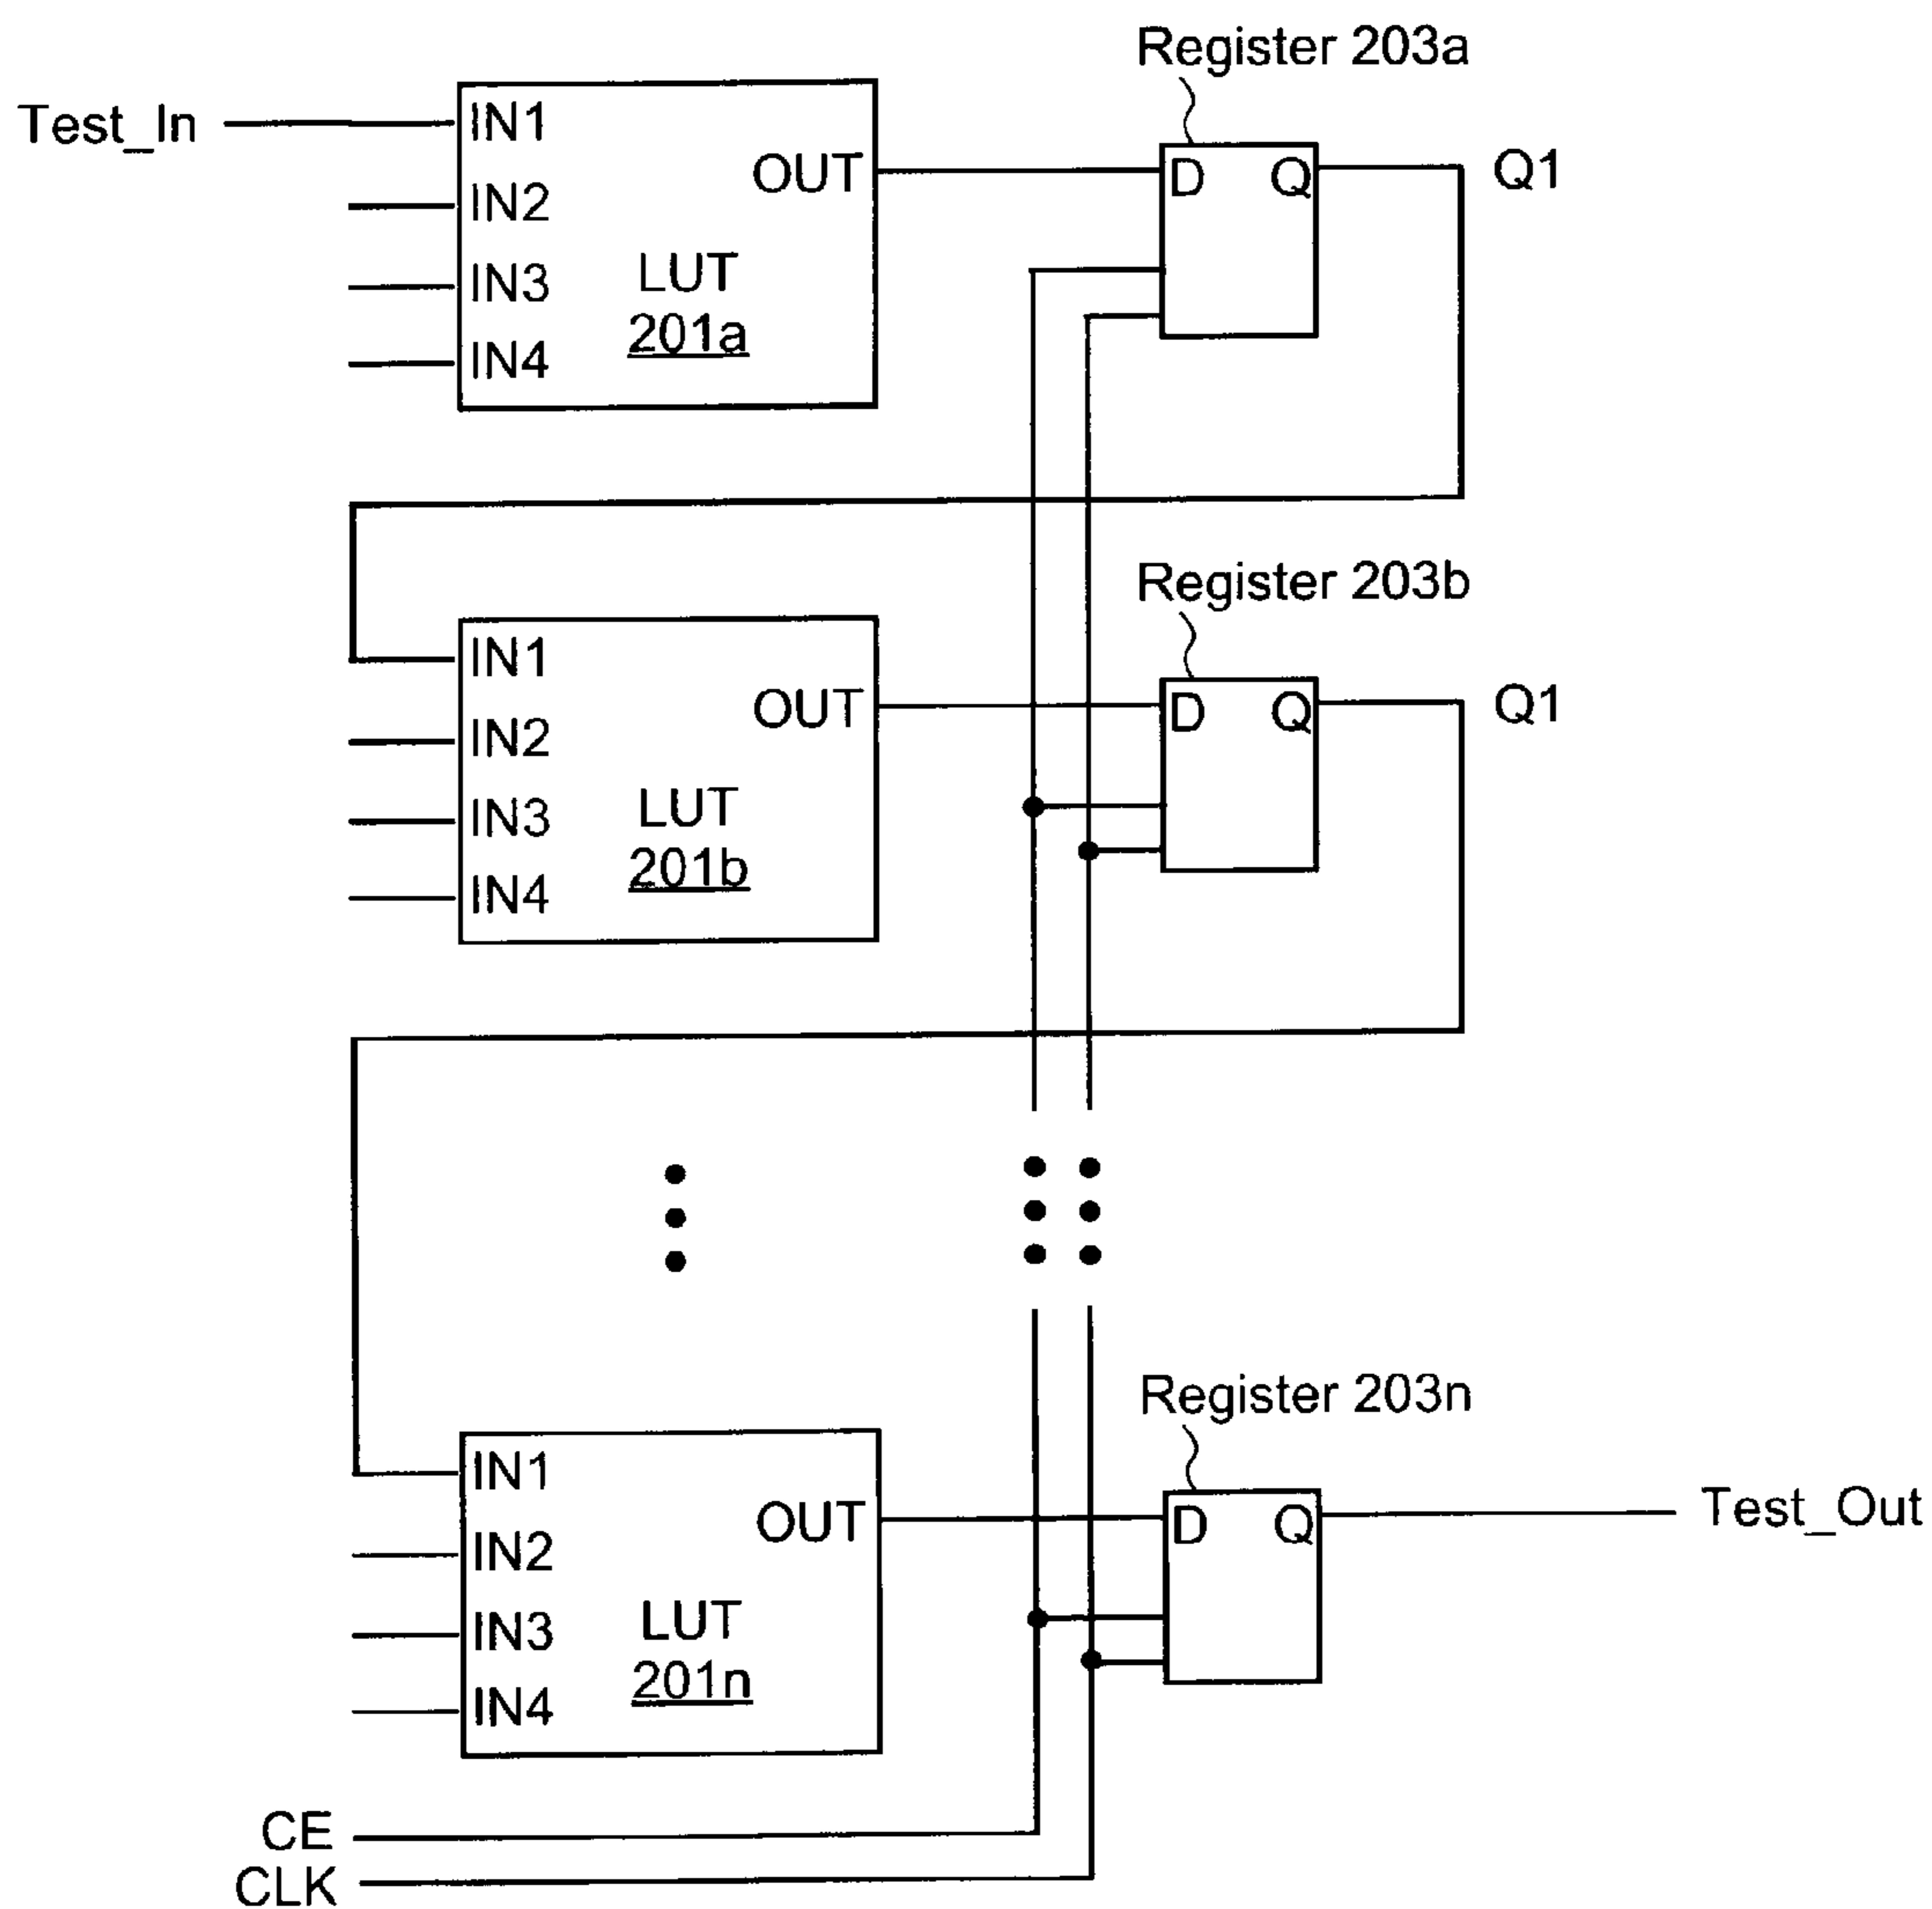 Register 203a
Test_In
IN1
OUT
D Q
Q1
IN2
IN3
LUT
201a
IN4
Register 203b
IN1
OUT
D Q
Q1
IN2
IN3
LUT
201b
IN4
Register 203n
IN1
OUT
D Q
Test_Out
IN2
IN3
LUT
201n
IN4
CE
CLK